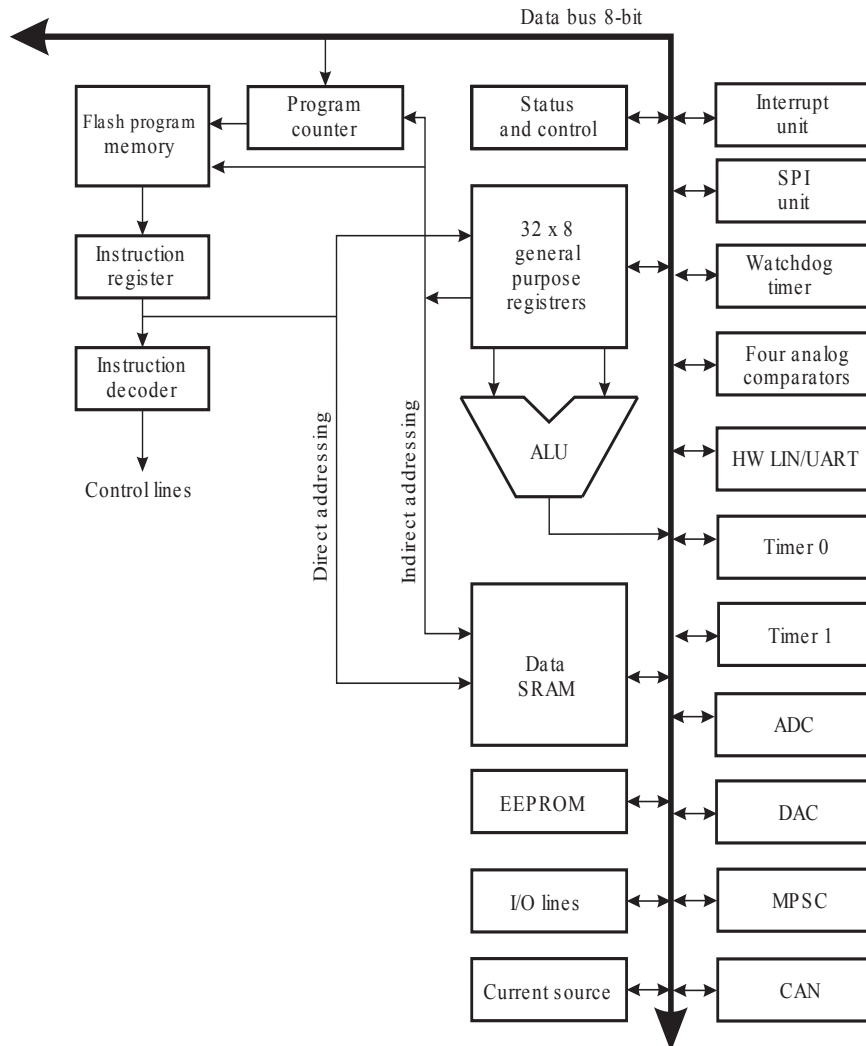 Data bus 8-bit
Flash program
memory
Program
counter
Instruction
register
Instruction
decoder
Control lines
Direct addressing
Indirect addressing
Status
and control
32 x 8
general
purpose
registrers
ALU
Data
SRAM
EEPROM
I/O lines
Current source
Interrupt
unit
SPI
unit
Watchdog
timer
Four analog
comparators
HW LIN/UART
Timer 0
Timer 1
ADC
DAC
MPSC
CAN